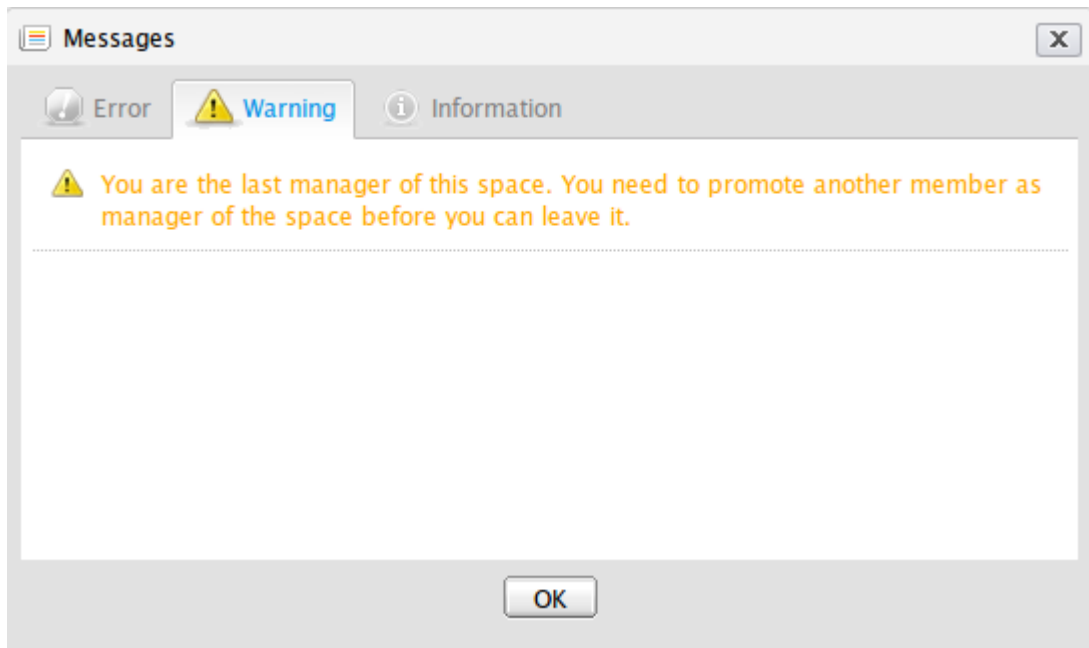 Messages
X
Error
Warning
Information
You are the last manager of this space. You need to promote another member as
manager of the space before you can leave it.
OK